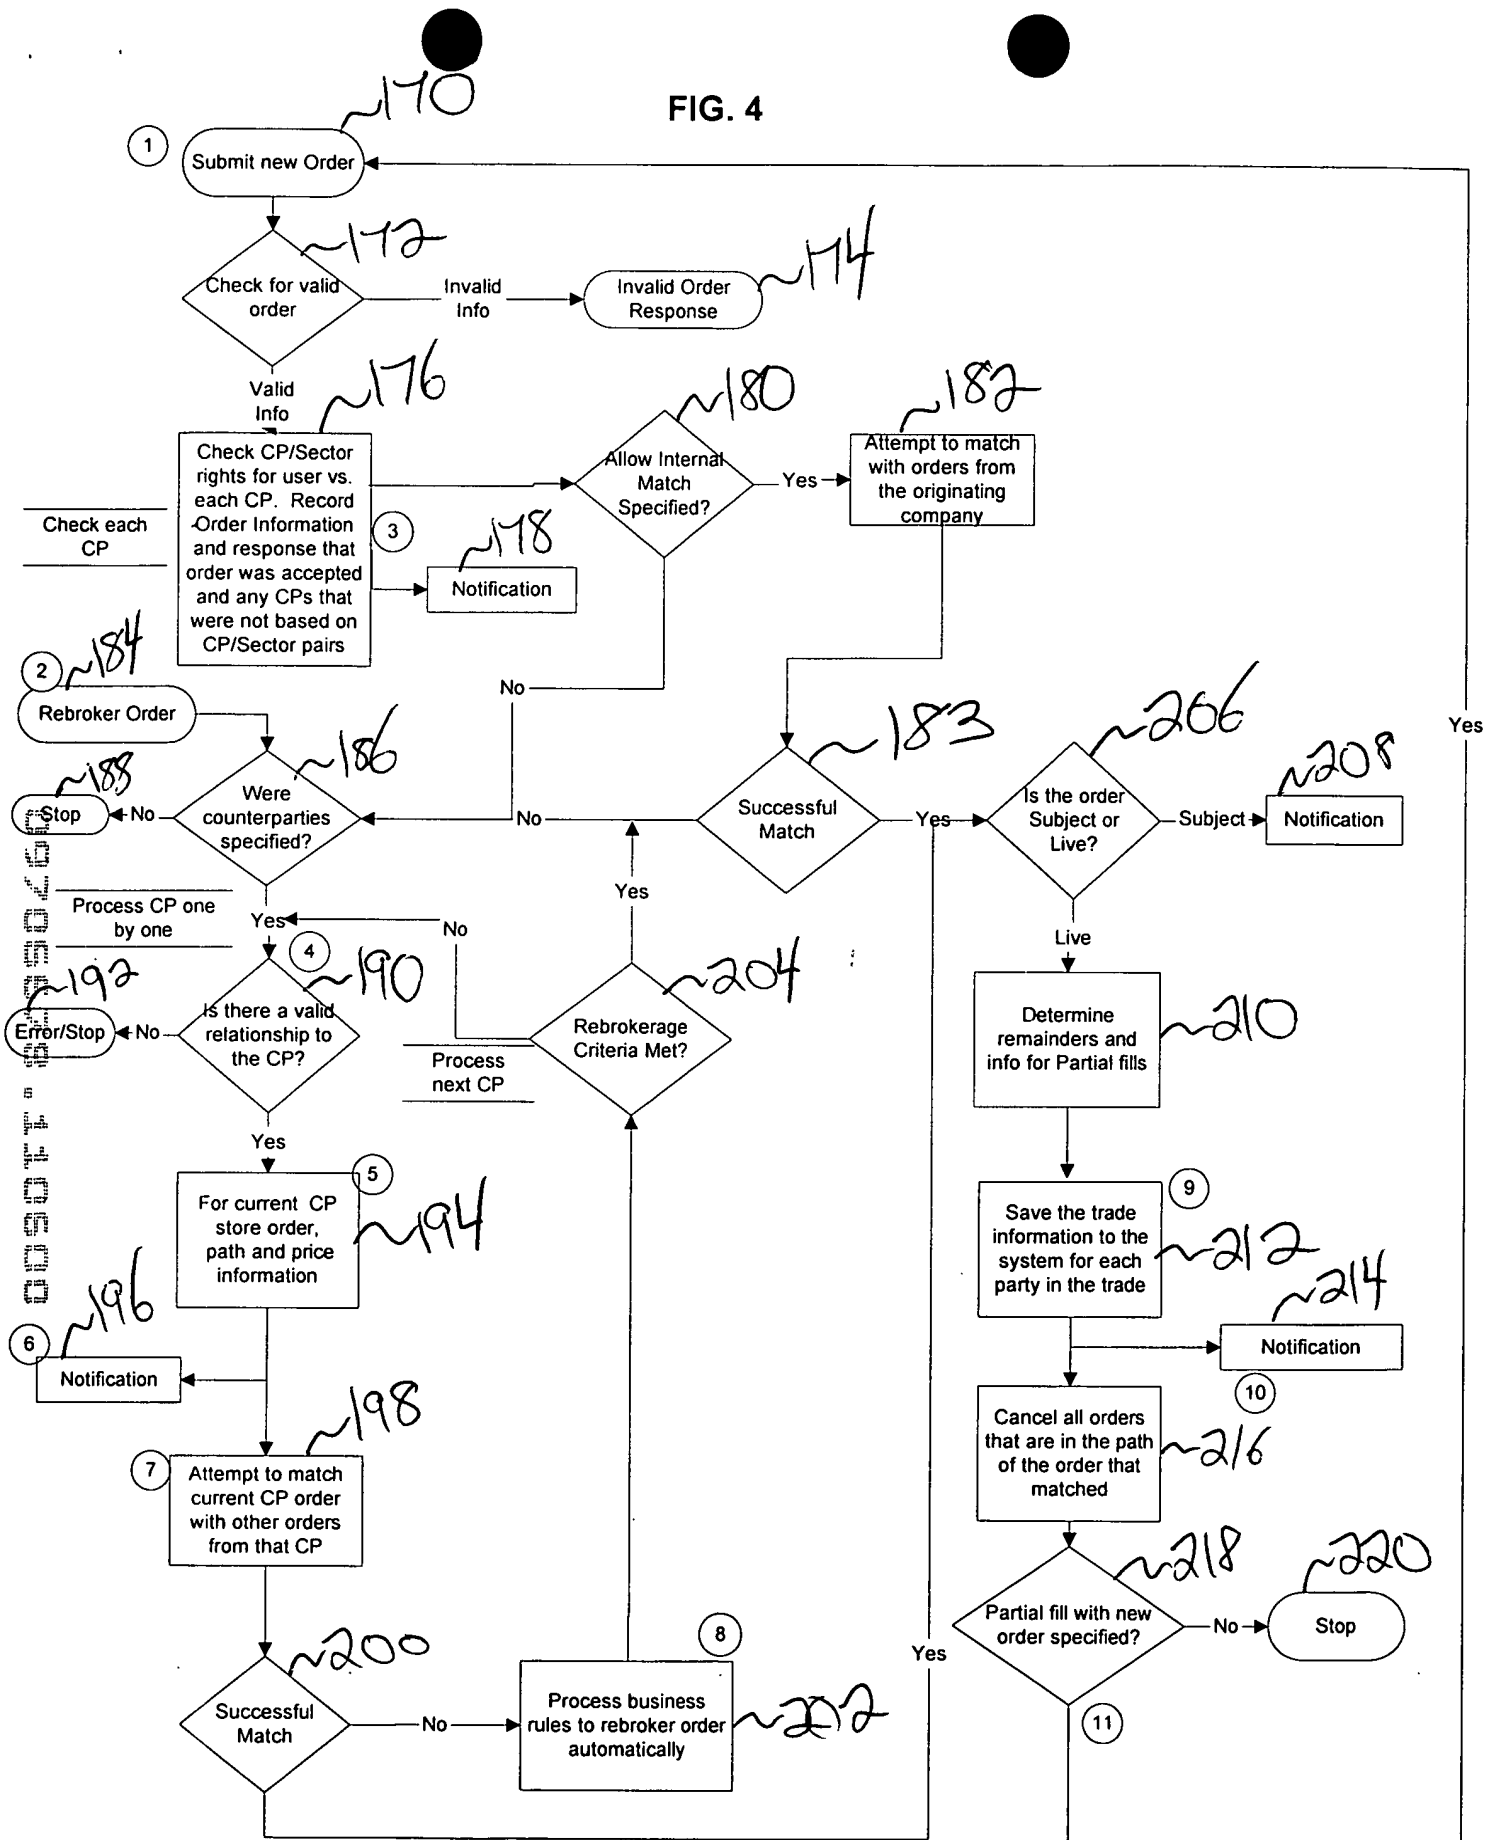 ~170
FIG. 4
1
Submit new Order
~172
~174
Check for valid
order
Invalid
Info
Invalid Order
Response
Valid
Info
~176
~180
~182
Check CP/Sector
rights for user vs.
each CP. Record
Order Information
and response that
order was accepted
and any CPs that
were not based on
CP/Sector pairs
Check each
CP
3
Allow Internal
Match
Specified?
Yes
Attempt to match
with orders from
the originating
company
~178
Notification
2
~184
Rebroker Order
No
~186
~183
~206
Yes
~188
~208
Stop
No
Were
counterparties
specified?
No
Successful
Match
Yes
Is the order
Subject or
Live?
Subject
Notification
Process CP one
by one
Yes
No
Yes
Live
4
~192
~190
~204
Error/Stop
No
Is there a valid
relationship to
the CP?
Process
next CP
Rebrokerage
Criteria Met?
Determine
remainders and
info for Partial fills
~210
Yes
5
For current CP
store order,
path and price
information
~194
9
Save the trade
information to the
system for each
party in the trade
~212
~196
~214
6
Notification
Notification
10
~198
7
Attempt to match
current CP order
with other orders
from that CP
Cancel all orders
that are in the path
of the order that
matched
~216
~218
~220
Partial fill with new
order specified?
No
Stop
~200
8
Yes
Successful
Match
No
Process business
rules to rebroker order
automatically
11